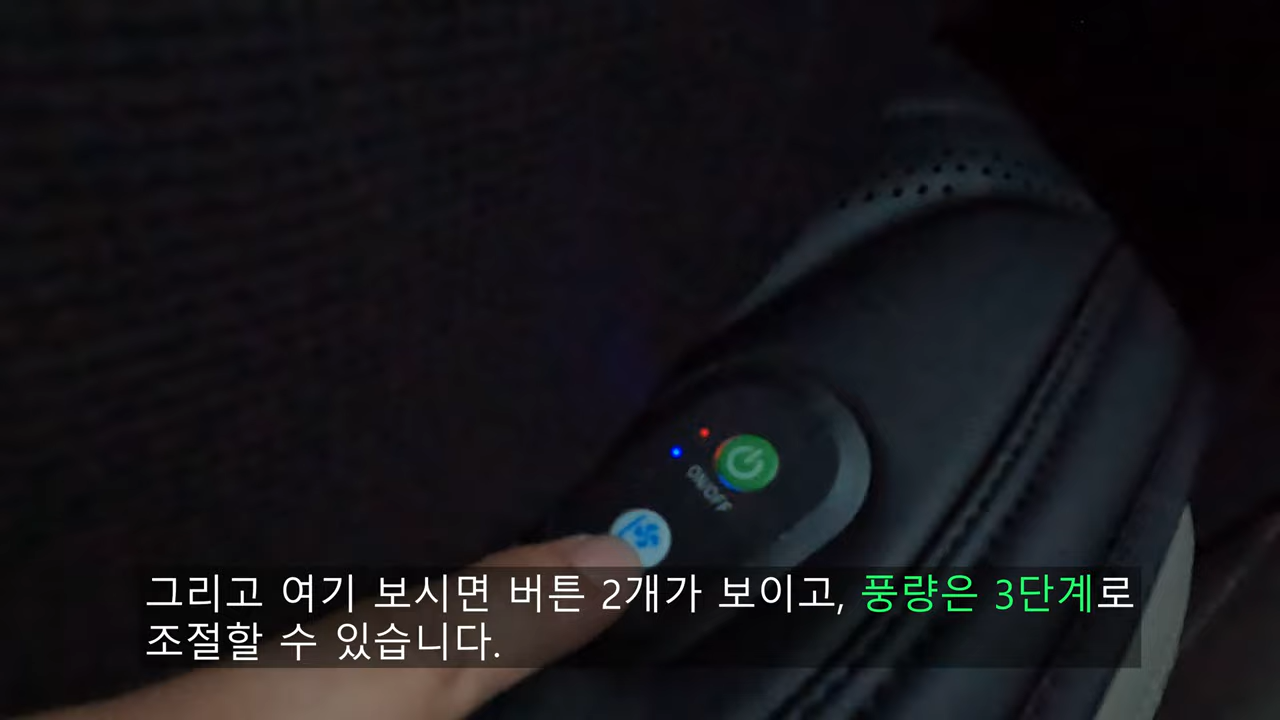 ON/OFF
그리고 여기 보시면 버튼 2개가 보이고, 풍량은 3단계로
조절할 수 있습니다.